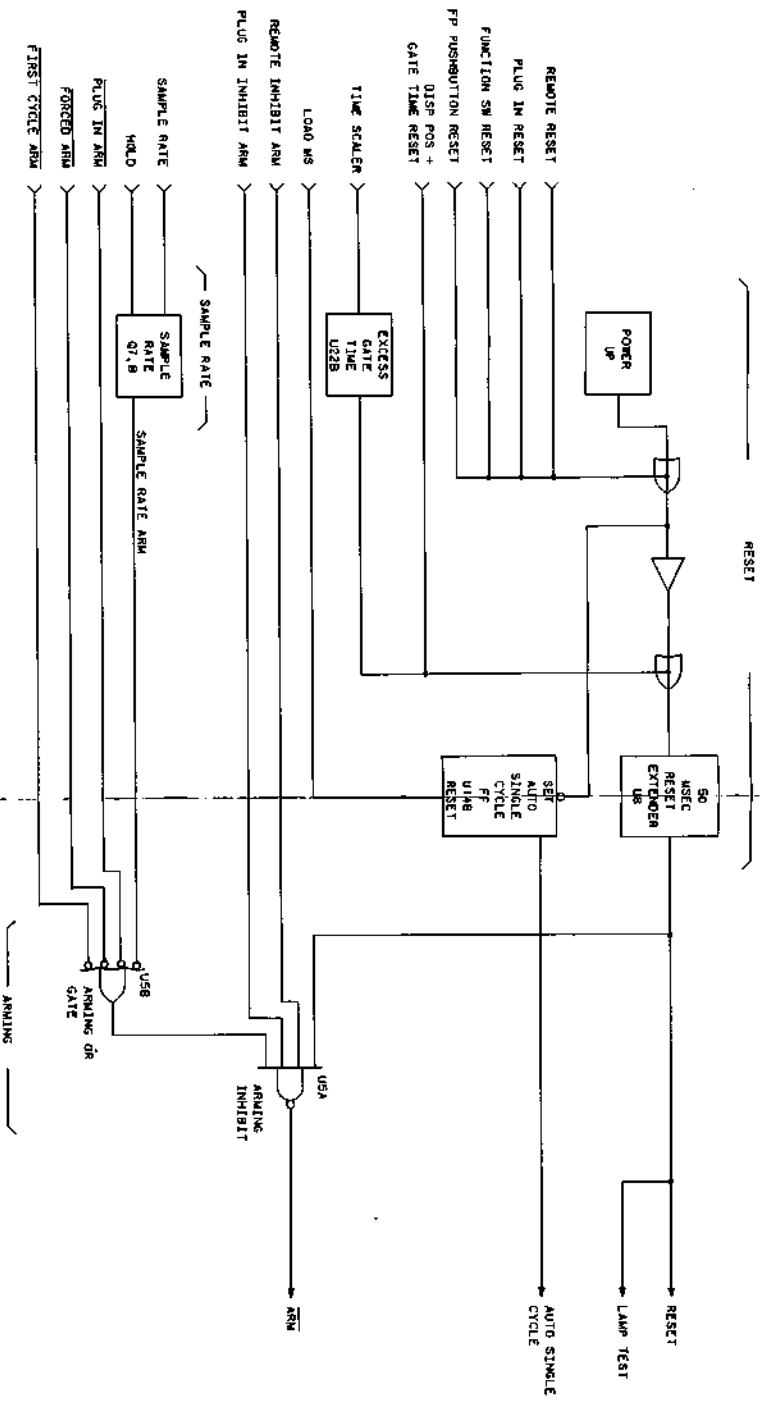 RESET
REMOTE RESET
PLUG IN RESET
FUNCTION SW RESET
FP PUSHBUTTON RESET
DISP POS +
GATE TIME RESET
TIME SCALER
LOAD MS
REMOTE INHIBIT ARM
PLUG IN INHIBIT ARM
SAMPLE RATE
HOLD
PLUG IN ARM
FORCED ARM
FIRST CYCLE ARM
POWER
UP
EXCESS
GATE
TIME
U22B
SAMPLE RATE
SAMPLE
RATE
Q7,8
SAMPLE RATE ARM
50
MSEC
RESET
EXTENDER
U8
SET
AUTO
SINGLE
CYCLE
FF
U14B
RESET
U5B
ARMING OR
GATE
U5A
ARMING
INHIBIT
ARMING
RESET
LAMP TEST
AUTO SINGLE
CYCLE
ARM